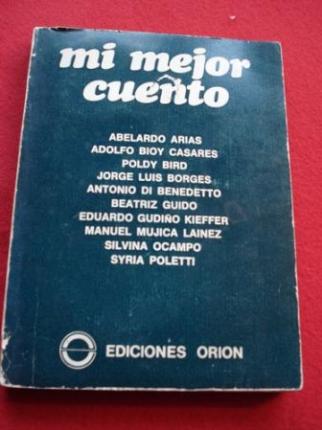 mi mejor
cuento
ABELARDO ARIAS
ADOLFO BIOY CASARES
POLDY BIRD
JORGE LUIS BORGES
ANTONIO DI BENEDETTO
BEATRIZ GUIDO
EDUARDO GUDIÑO KIEFFER
MANUEL MUJICA LAINEZ
SILVINA OCAMPO
SYRIA POLETTI
EDICIONES ORION